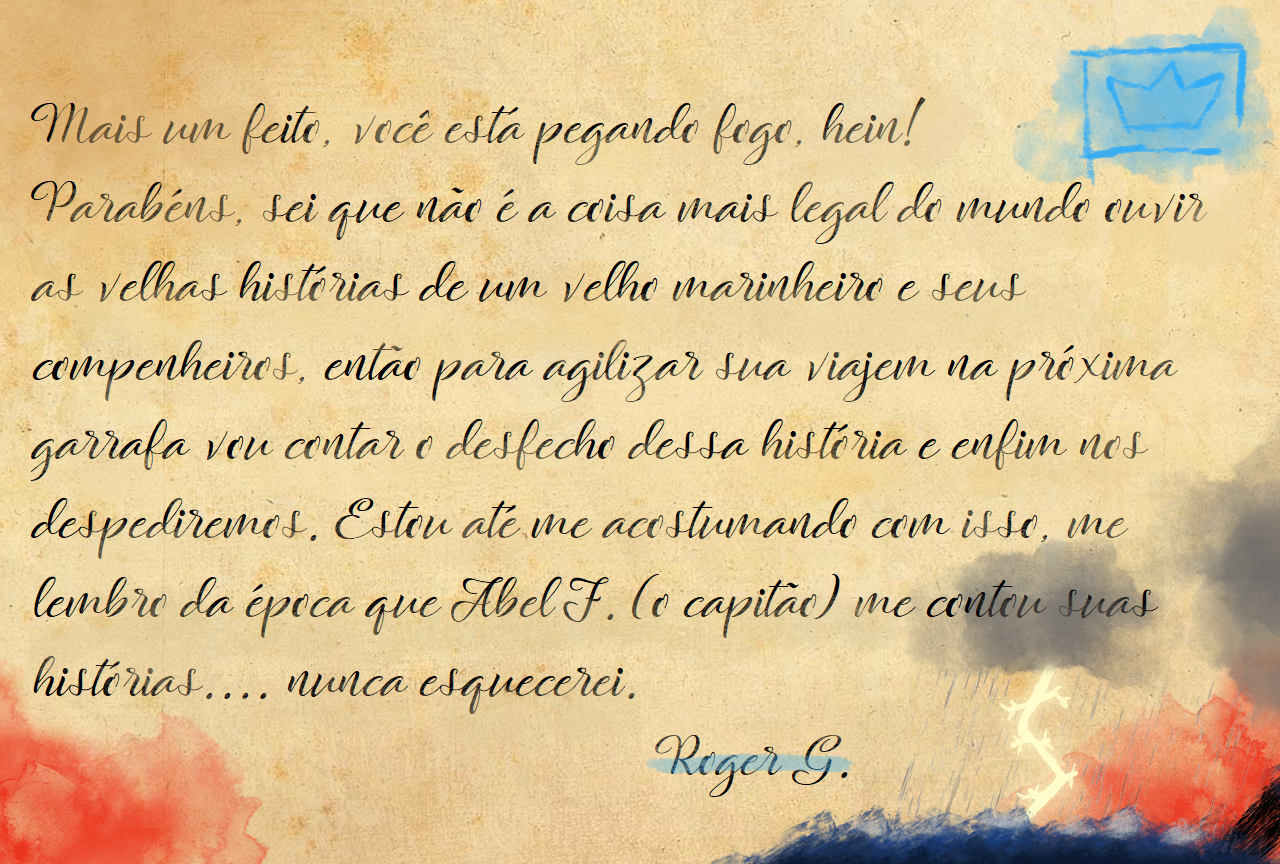 Mais um feito, você está pegando fogo, hein!
Parabéns, sei que não é a coisa mais legal do mundo ouvir
as velhas histórias de um velho marinheiro e seus
compenheiros, então para agilizar sua viajem na próxima
garrafa vou contar o desfecho dessa história e enfim nos
despediremos. Estou até me acostumando com isso, me
lembro da época que Abel F. (o capitão) me contou suas
histórias.... nunca esquecerei.
Roger G.